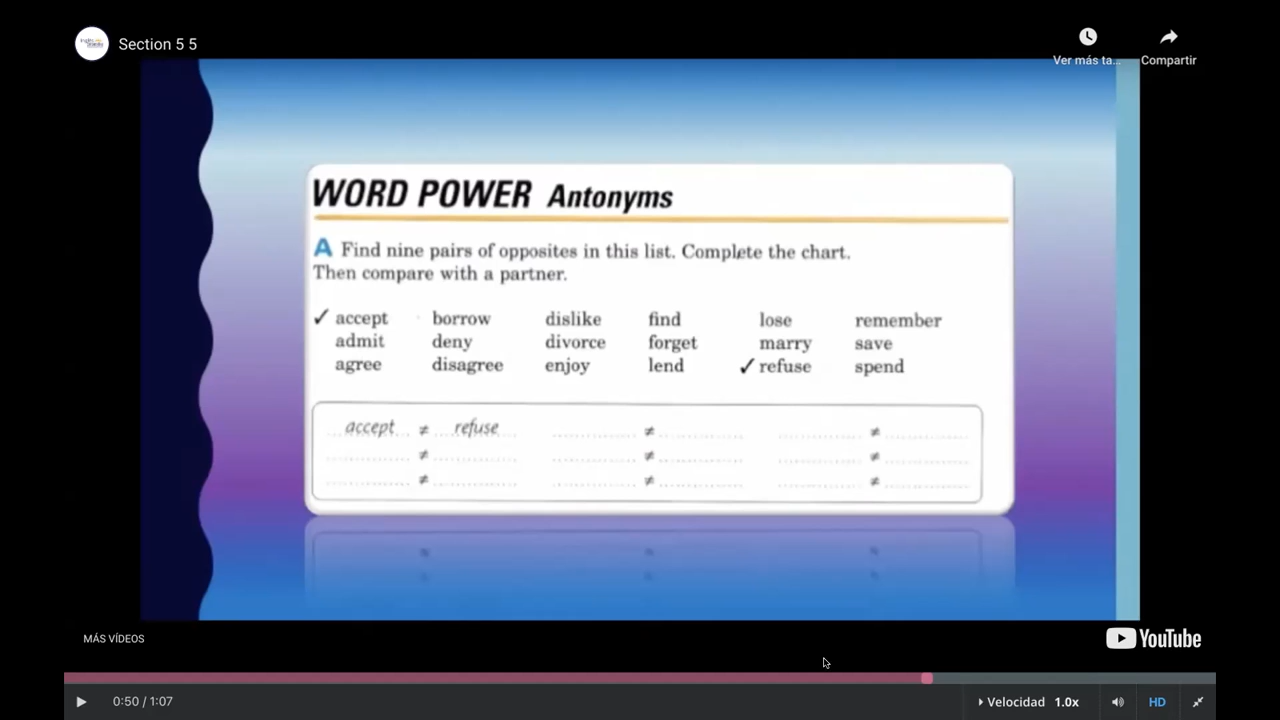 Section 5 5
Ver más ta...
Compartir
WORD POWER Antonyms
A Find nine pairs of opposites in this list. Complete the chart.
Then compare with a partner.
✓ accept borrow dislike find lose remember
admit deny divorce forget marry save
agree disagree enjoy lend ✓ refuse spend
accept ≠ refuse ≠ ≠
≠ ≠ ≠
≠ ≠ ≠
MÁS VÍDEOS
YouTube
0:50 / 1:07
Velocidad 1.0x
HD